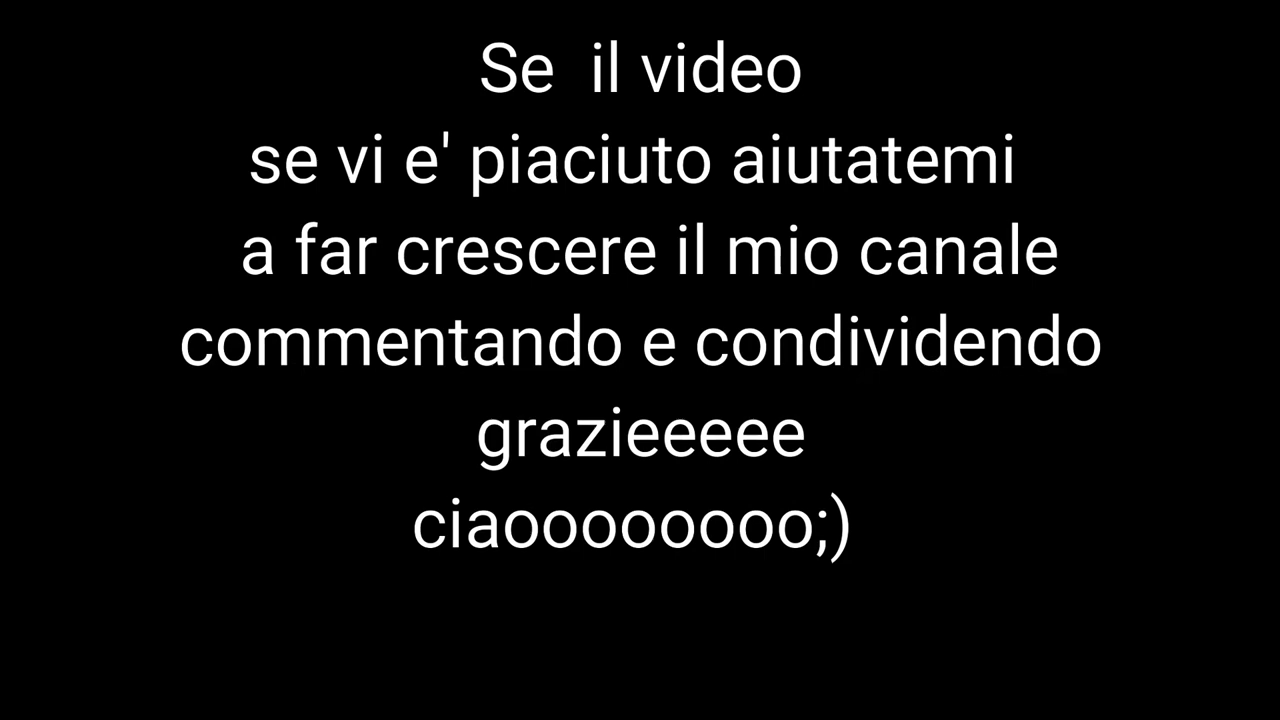 Se  il video
se vi e' piaciuto aiutatemi
a far crescere il mio canale
commentando e condividendo
grazieeeee
ciaoooooooo;)